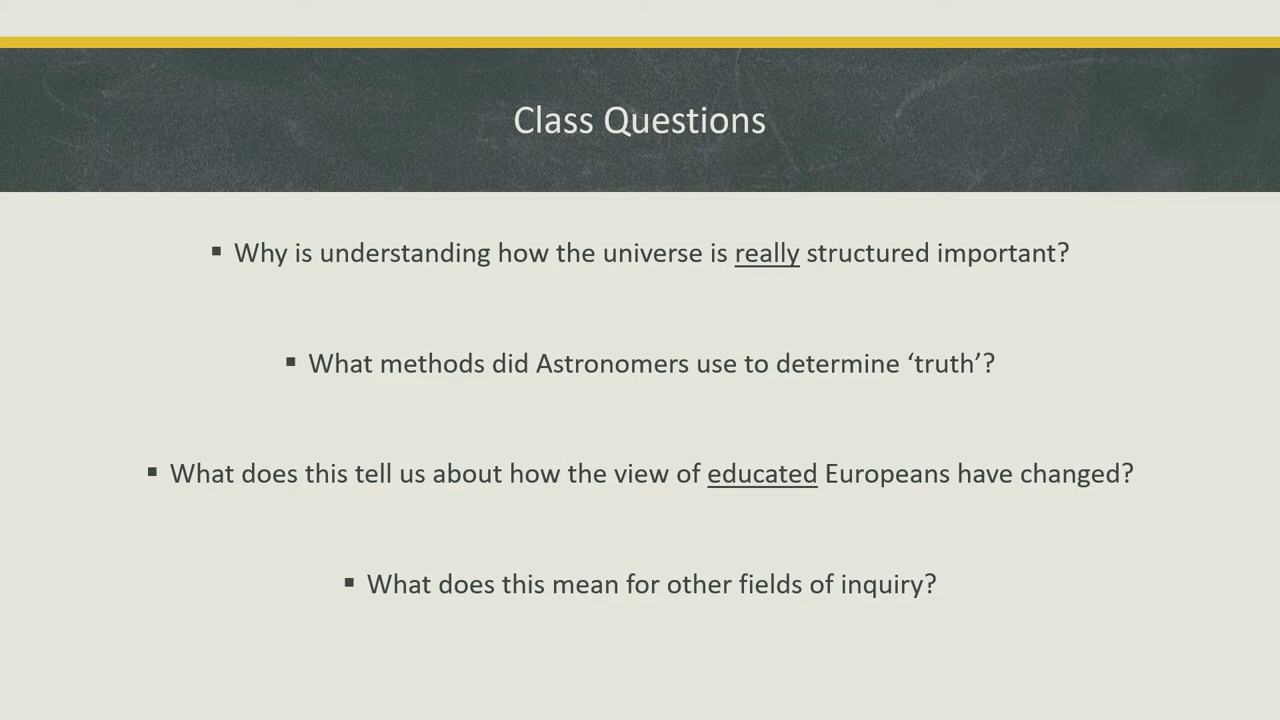 Class Questions
▪ Why is understanding how the universe is really structured important?
▪ What methods did Astronomers use to determine ‘truth’?
▪ What does this tell us about how the view of educated Europeans have changed?
▪ What does this mean for other fields of inquiry?